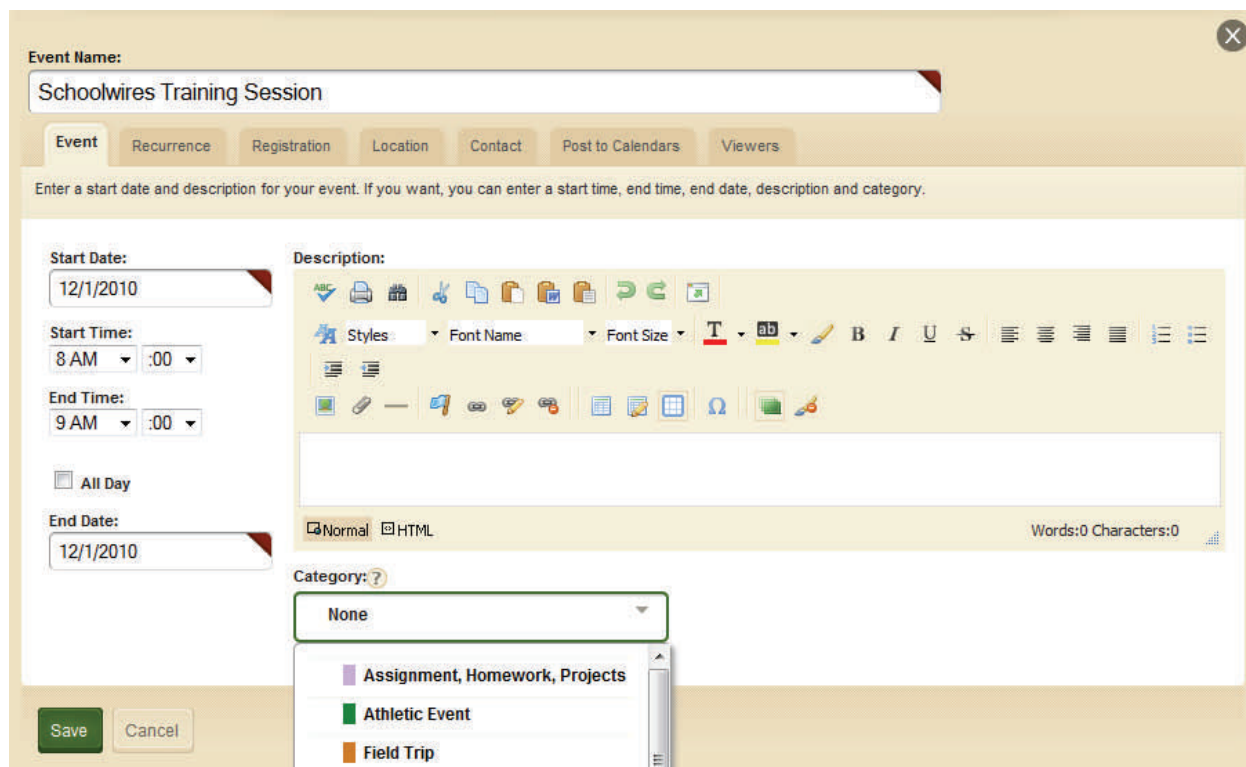 Event Name:
Schoolwires Training Session
Event Recurrence Registration Location Contact Post to Calendars Viewers
Enter a start date and description for your event. If you want, you can enter a start time, end time, end date, description and category.
Start Date:
12/1/2010
Start Time:
8 AM :00
End Time:
9 AM :00
All Day
End Date:
12/1/2010
Description:
ABC
Styles Font Name Font Size T ab B I U S
Ω
Normal HTML Words:0 Characters:0
Category: ?
None
Assignment, Homework, Projects
Athletic Event
Field Trip
Save Cancel